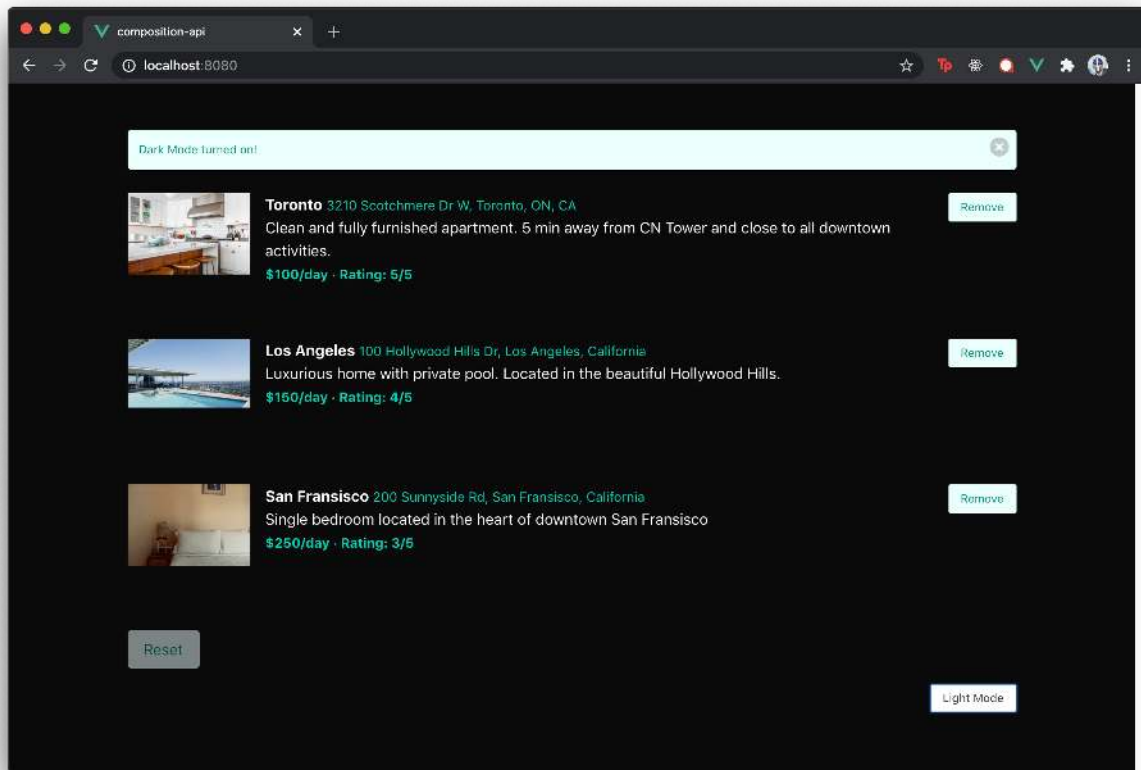 composition-api
localhost:8080
Tp
Dark Mode turned on!
Toronto 3210 Scotchmere Dr W, Toronto, ON, CA
Remove
Clean and fully furnished apartment. 5 min away from CN Tower and close to all downtown
activities.
$100/day · Rating: 5/5
Los Angeles 100 Hollywood Hills Dr, Los Angeles, California
Remove
Luxurious home with private pool. Located in the beautiful Hollywood Hills.
$150/day · Rating: 4/5
San Fransisco 200 Sunnyside Rd, San Fransisco, California
Remove
Single bedroom located in the heart of downtown San Fransisco
$250/day · Rating: 3/5
Reset
Light Mode